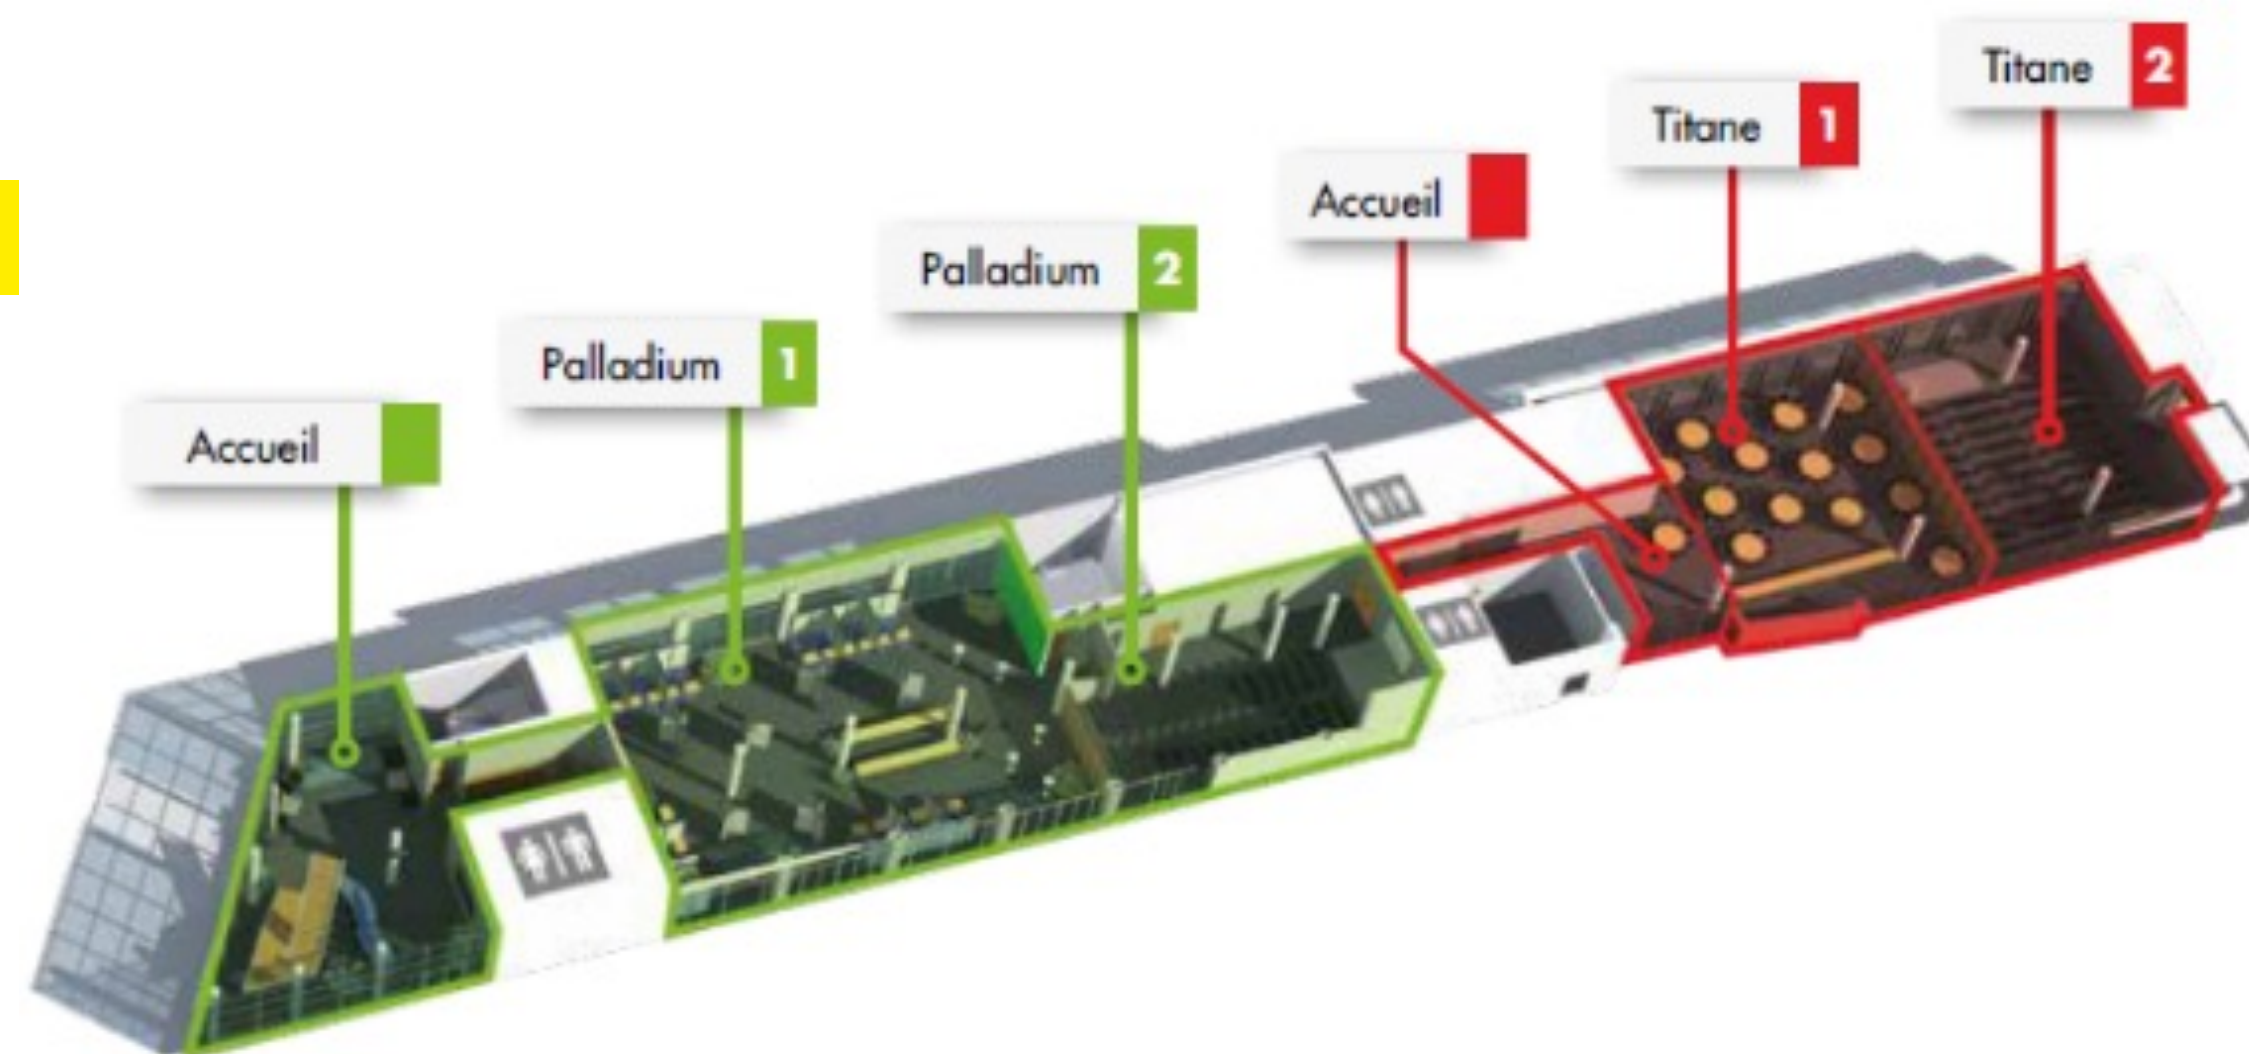 Accueil
Palladium 1
Palladium 2
Accueil
Titane 1
Titane 2